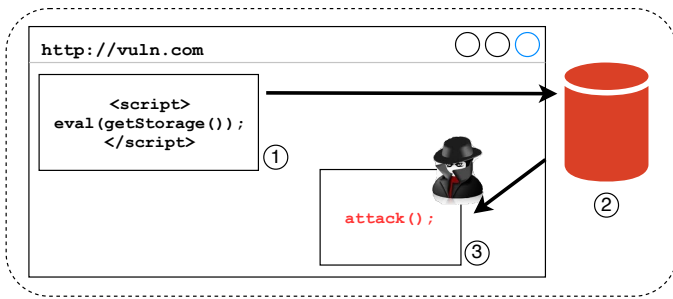 http://vuln.com
<script>
eval(getStorage());
</script>
1
2
attack();
3